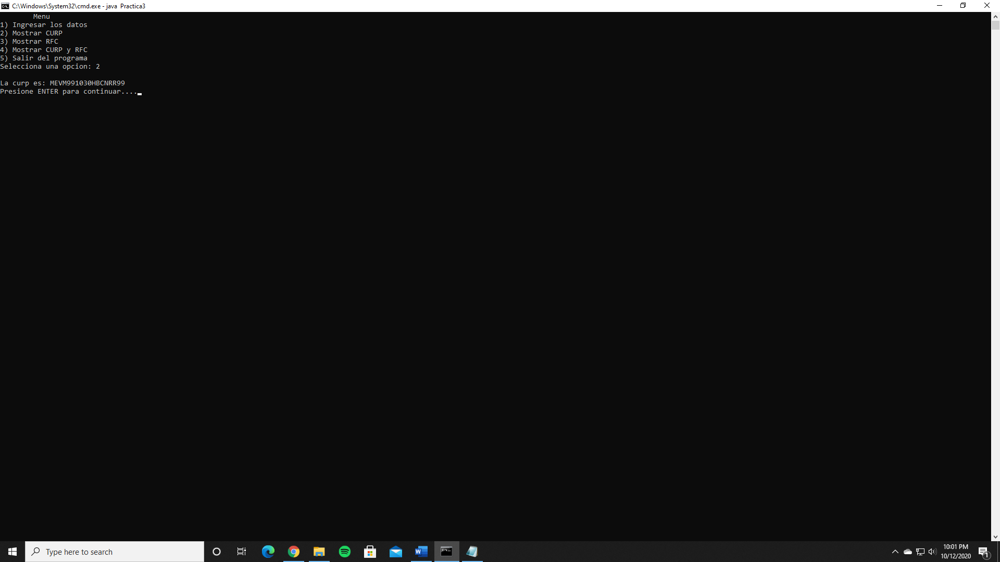 C:\Windows\System32\cmd.exe - java  Practica3
        Menu
1) Ingresar los datos
2) Mostrar CURP
3) Mostrar RFC
4) Mostrar CURP y RFC
5) Salir del programa
Selecciona una opcion: 2
La curp es: MEVM991030HBCNRR99
Presione ENTER para continuar....
Type here to search
10:01 PM
10/12/2020
1